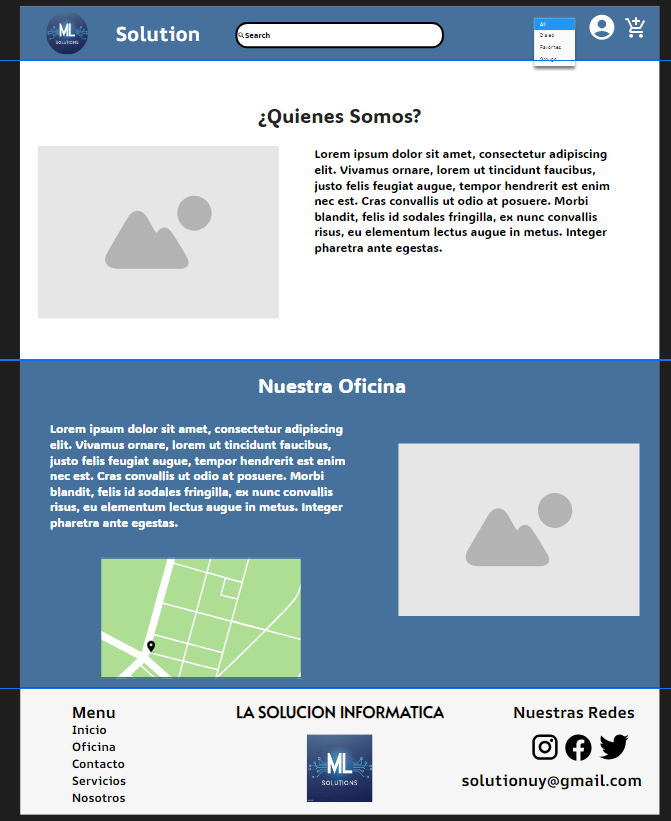 ML
SOLUTIONS
Solution
Search
All
Favorites
¿Quienes Somos?
Lorem ipsum dolor sit amet, consectetur adipiscing
elit. Vivamus ornare, lorem ut tincidunt faucibus,
justo felis feugiat augue, tempor hendrerit est enim
nec est. Cras convallis ut odio at posuere. Morbi
blandit, felis id sodales fringilla, ex nunc convallis
risus, eu elementum lectus augue in metus. Integer
pharetra ante egestas.
Nuestra Oficina
Lorem ipsum dolor sit amet, consectetur adipiscing
elit. Vivamus ornare, lorem ut tincidunt faucibus,
justo felis feugiat augue, tempor hendrerit est enim
nec est. Cras convallis ut odio at posuere. Morbi
blandit, felis id sodales fringilla, ex nunc convallis
risus, eu elementum lectus augue in metus. Integer
pharetra ante egestas.
Menu
Inicio
Oficina
Contacto
Servicios
Nosotros
LA SOLUCION INFORMATICA
ML
SOLUTIONS
Nuestras Redes
solutionuy@gmail.com